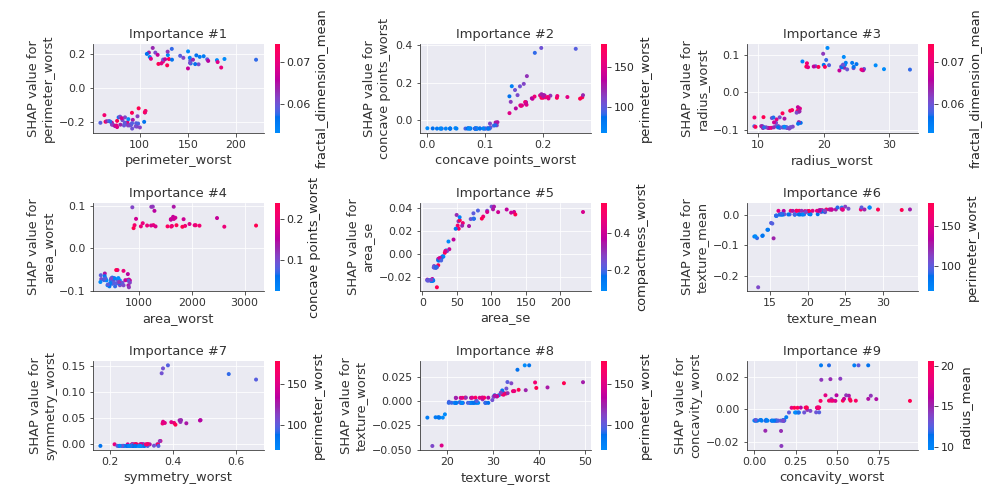 Importance #1
SHAP value for
perimeter_worst
0.2
0.0
−0.2
100
150
200
perimeter_worst
0.07
0.06
fractal_dimension_mean
Importance #2
SHAP value for
concave points_worst
0.4
0.2
0.0
0.0
0.1
0.2
concave points_worst
150
100
perimeter_worst
Importance #3
SHAP value for
radius_worst
0.1
0.0
−0.1
10
20
30
radius_worst
0.07
0.06
fractal_dimension_mean
Importance #4
SHAP value for
area_worst
0.1
0.0
−0.1
1000
2000
3000
area_worst
0.2
0.1
concave points_worst
Importance #5
SHAP value for
area_se
0.04
0.02
0.00
−0.02
0
50
100
150
200
area_se
0.4
0.2
compactness_worst
Importance #6
SHAP value for
texture_mean
0.0
−0.1
−0.2
15
20
25
30
texture_mean
150
100
perimeter_worst
Importance #7
SHAP value for
symmetry_worst
0.15
0.10
0.05
0.00
0.2
0.4
0.6
symmetry_worst
150
100
perimeter_worst
Importance #8
SHAP value for
texture_worst
0.025
0.000
−0.025
−0.050
20
30
40
50
texture_worst
150
100
perimeter_worst
Importance #9
SHAP value for
concavity_worst
0.02
0.00
−0.02
0.00
0.25
0.50
0.75
concavity_worst
20
15
10
radius_mean